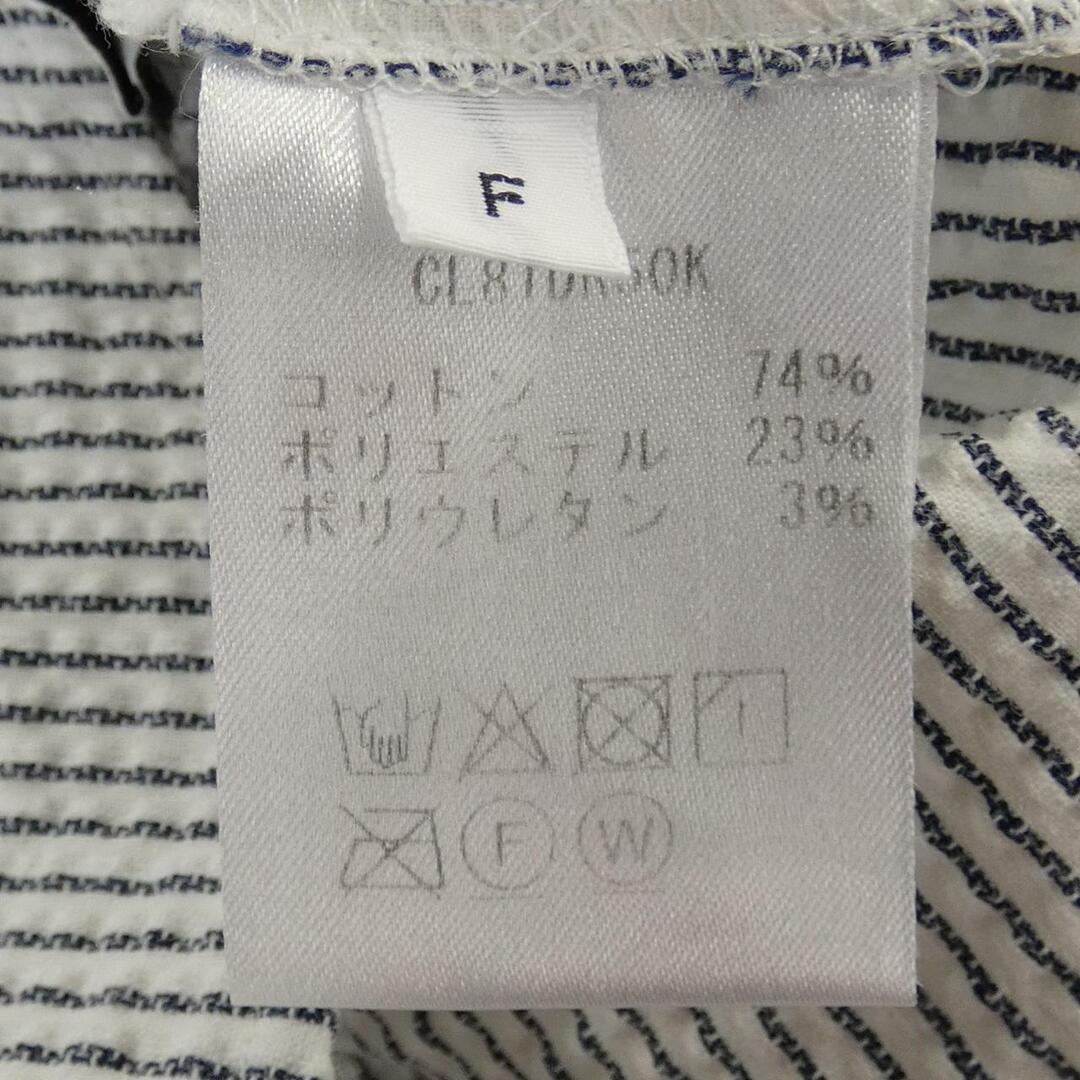 F
コットン 74%
ポリエステル 23%
ポリウレタン 3%
F W